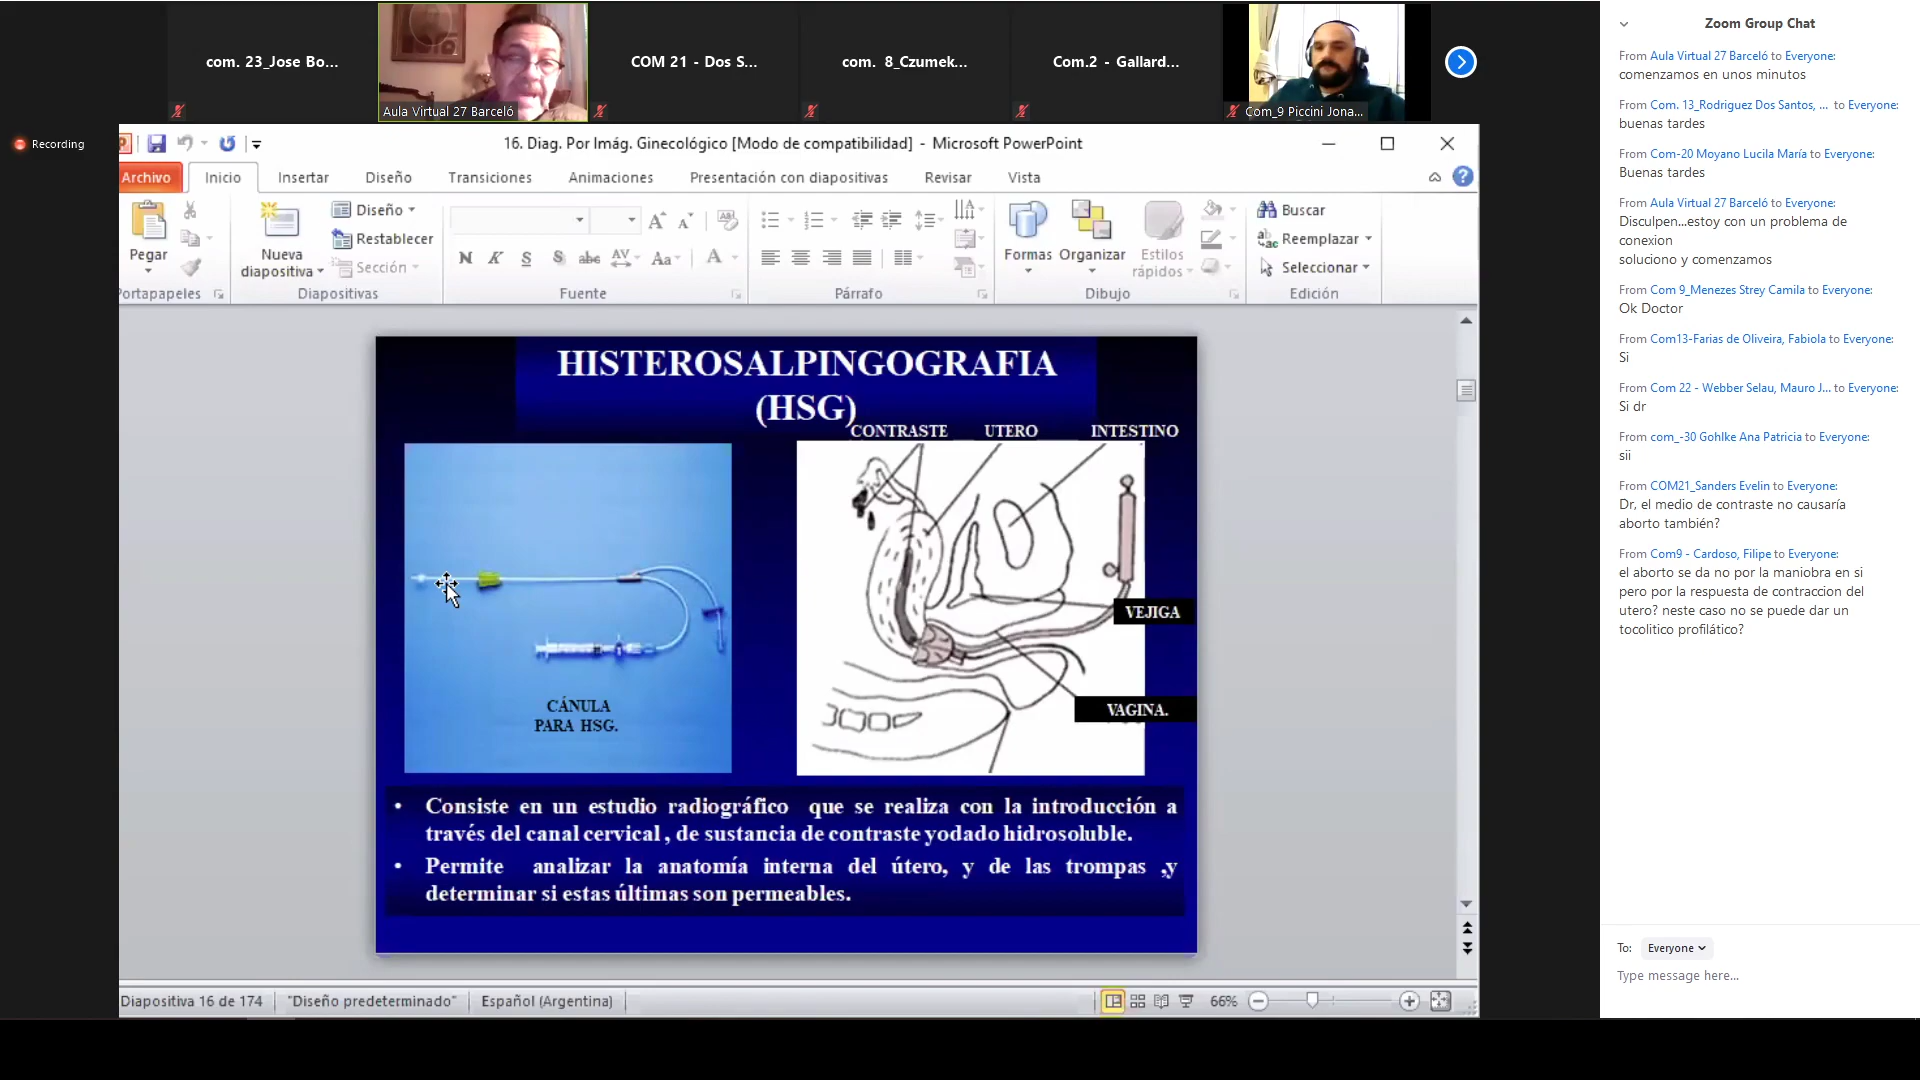 com. 23_Jose Bo...
Aula Virtual 27 Barceló
COM 21 - Dos S...
com. 8_Czumek...
Com.2 - Gallard...
Com_9 Piccini Jona...
Recording
16. Diag. Por Imág. Ginecológico [Modo de compatibilidad] - Microsoft PowerPoint
Archivo
Inicio
Insertar
Diseño
Transiciones
Animaciones
Presentación con diapositivas
Revisar
Vista
Pegar
Portapapeles
Nueva
diapositiva
Diseño
Restablecer
Sección
Diapositivas
N K S S abc AV Aa A
Fuente
Párrafo
Formas
Organizar
Estilos
rápidos
Dibujo
Buscar
Reemplazar
Seleccionar
Edición
HISTEROSALPINGOGRAFIA
(HSG)
CONTRASTE UTERO INTESTINO
VEJIGA
VAGINA.
CÁNULA
PARA HSG.
• Consiste en un estudio radiográfico que se realiza con la introducción a
través del canal cervical , de sustancia de contraste yodado hidrosoluble.
• Permite analizar la anatomía interna del útero, y de las trompas ,y
determinar si estas últimas son permeables.
Diapositiva 16 de 174
"Diseño predeterminado"
Español (Argentina)
66%
Zoom Group Chat
From Aula Virtual 27 Barceló to Everyone:
comenzamos en unos minutos
From Com. 13_Rodriguez Dos Santos, ... to Everyone:
buenas tardes
From Com-20 Moyano Lucila María to Everyone:
Buenas tardes
From Aula Virtual 27 Barceló to Everyone:
Disculpen...estoy con un problema de
conexion
soluciono y comenzamos
From Com 9_Menezes Strey Camila to Everyone:
Ok Doctor
From Com13-Farias de Oliveira, Fabiola to Everyone:
Si
From Com 22 - Webber Selau, Mauro J... to Everyone:
Si dr
From com_-30 Gohlke Ana Patricia to Everyone:
sii
From COM21_Sanders Evelin to Everyone:
Dr, el medio de contraste no causaría
aborto también?
From Com9 - Cardoso, Filipe to Everyone:
el aborto se da no por la maniobra en si
pero por la respuesta de contraccion del
utero? neste caso no se puede dar un
tocolitico profilático?
To: Everyone
Type message here...